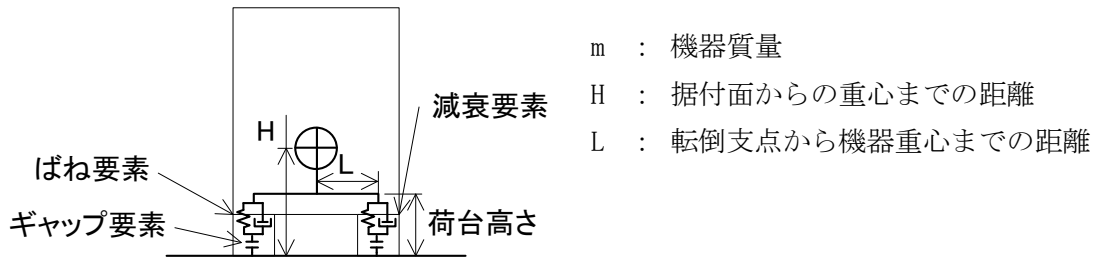 H
L
減衰要素
ばね要素
ギャップ要素
荷台高さ
m : 機器質量
H : 据付面からの重心までの距離
L : 転倒支点から機器重心までの距離